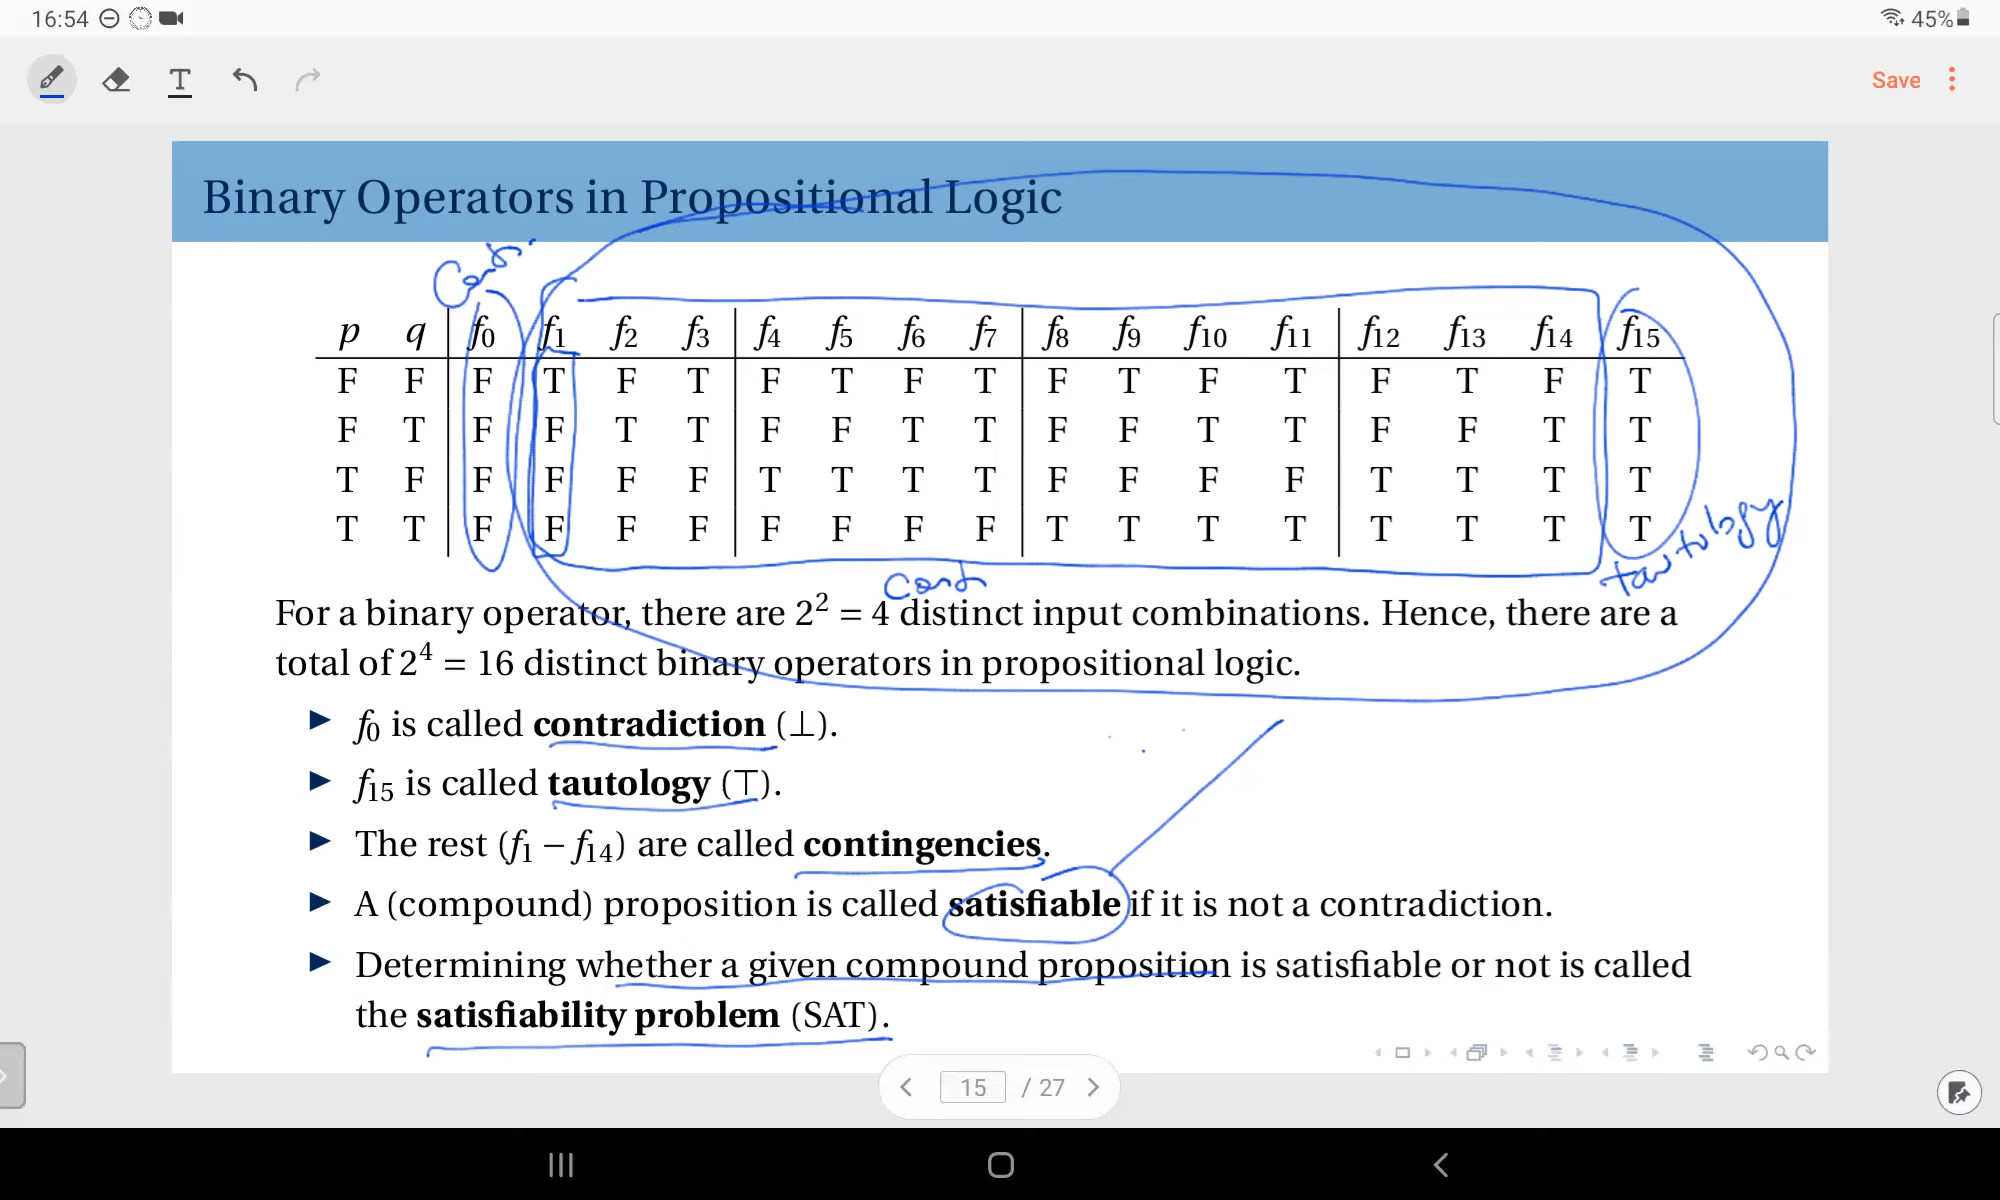 16:54 45%
Save
Binary Operators in Propositional Logic
p q f0 f1 f2 f3 f4 f5 f6 f7 f8 f9 f10 f11 f12 f13 f14 f15
F F F T F T F T F T F T F T F T F T
F T F F T T F F T T F F T T F F T T
T F F F F F T T T T F F F F T T T T
T T F F F F F F F F T T T T T T T T
tautology
For a binary operator, there are 2² = 4 distinct input combinations. Hence, there are a
total of 2⁴ = 16 distinct binary operators in propositional logic.
▶ f0 is called contradiction (⊥).
▶ f15 is called tautology (⊤).
▶ The rest (f1 − f14) are called contingencies.
▶ A (compound) proposition is called satisfiable if it is not a contradiction.
▶ Determining whether a given compound proposition is satisfiable or not is called
the satisfiability problem (SAT).
15 / 27